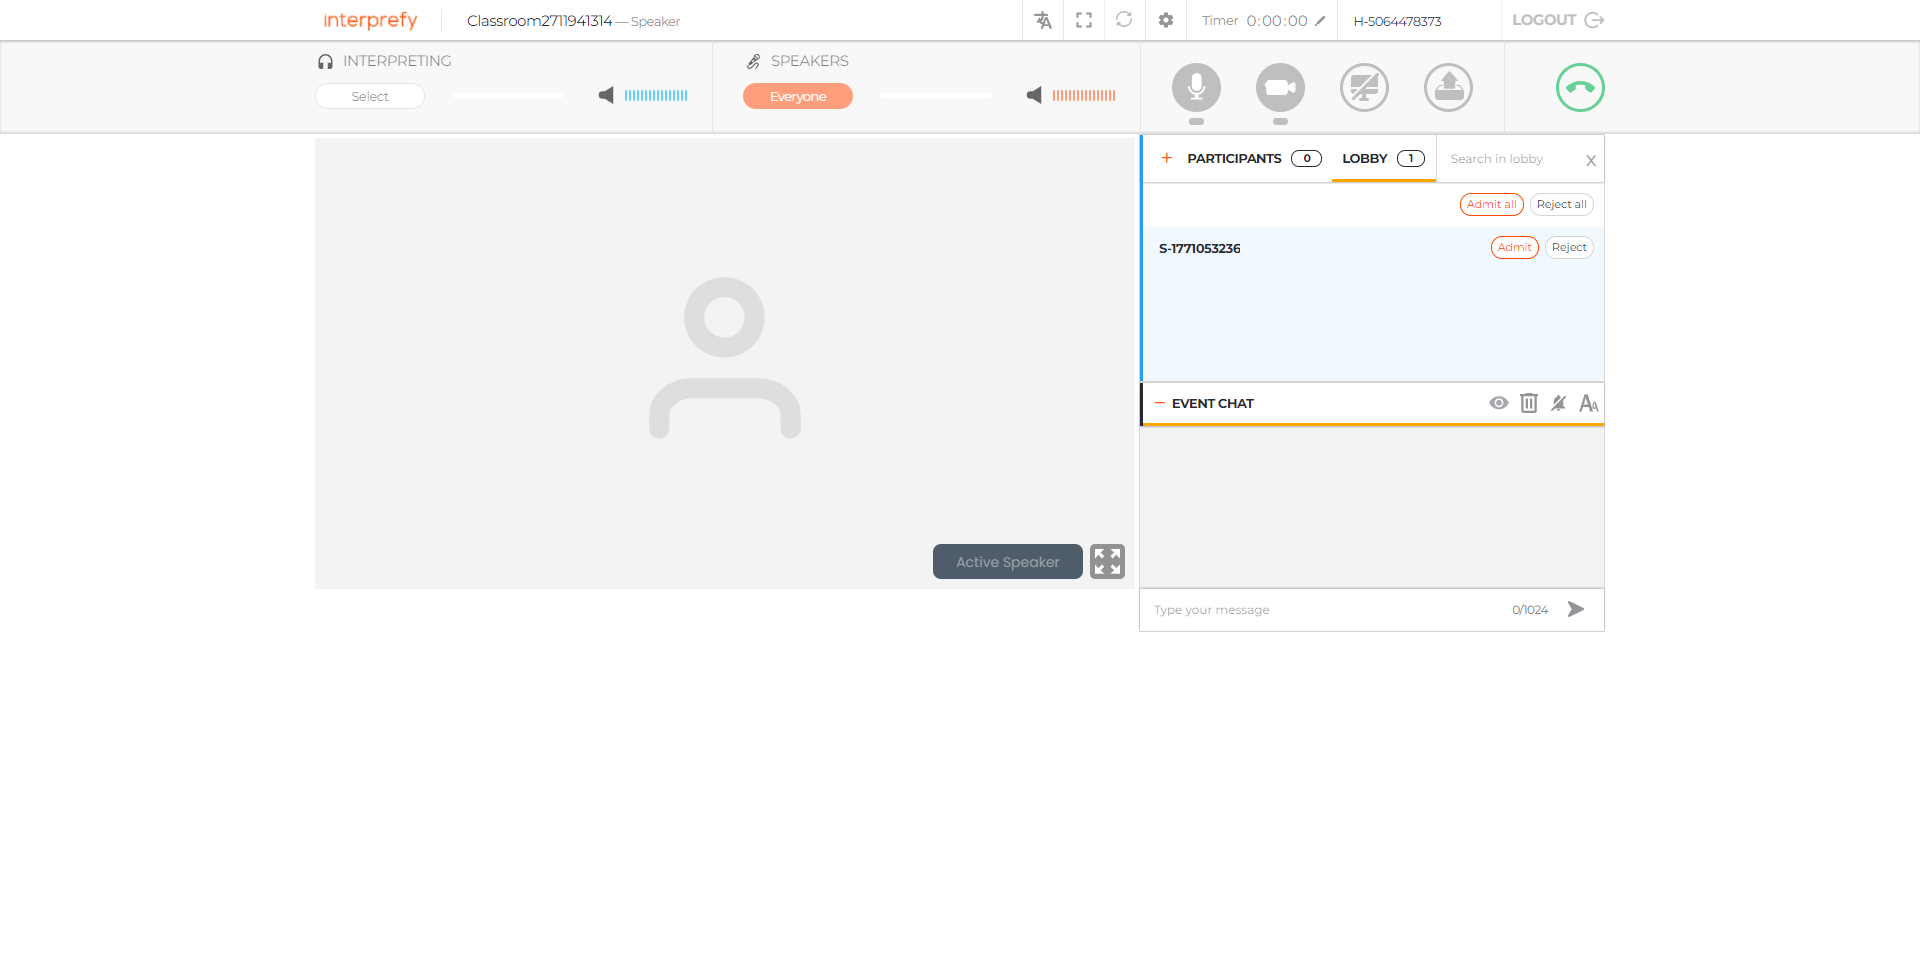 interprefy
Classroom2711941314 — Speaker
Timer 0:00:00
H-5064478373
LOGOUT
INTERPRETING
Select
SPEAKERS
Everyone
PARTICIPANTS 0
LOBBY 1
Search in lobby
X
Admit all
Reject all
S-1771053236
Admit
Reject
EVENT CHAT
Active Speaker
Type your message
0/1024